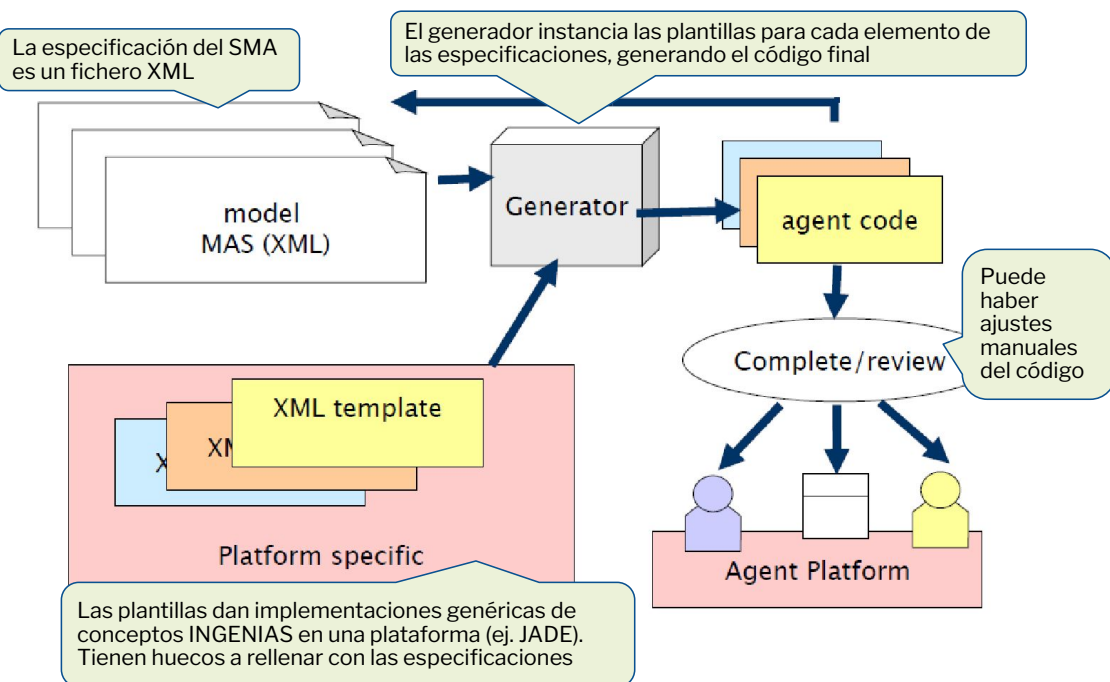 La especificación del SMA
es un fichero XML
El generador instancia las plantillas para cada elemento de
las especificaciones, generando el código final
model
MAS (XML)
Generator
agent code
Puede
haber
ajustes
manuales
del código
Complete/review
XML template
XM
X
Platform specific
Agent Platform
Las plantillas dan implementaciones genéricas de
conceptos INGENIAS en una plataforma (ej. JADE).
Tienen huecos a rellenar con las especificaciones